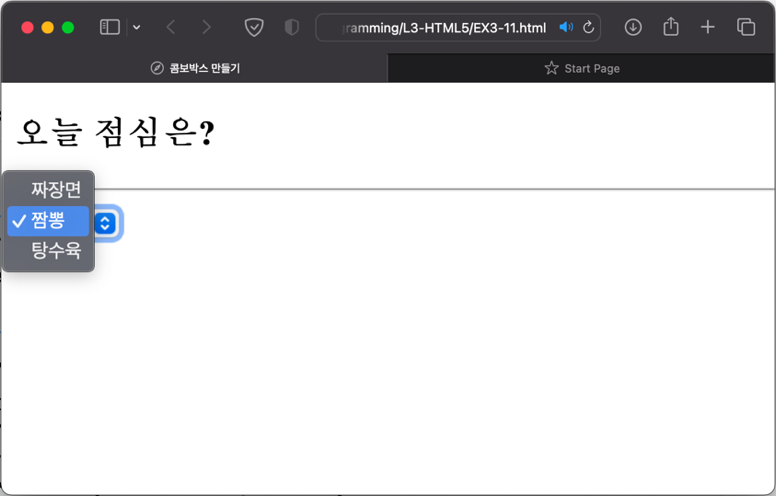 gramming/L3-HTML5/EX3-11.html
콤보박스 만들기
Start Page
오늘 점심은?
짜장면
✓ 짬뽕
탕수육